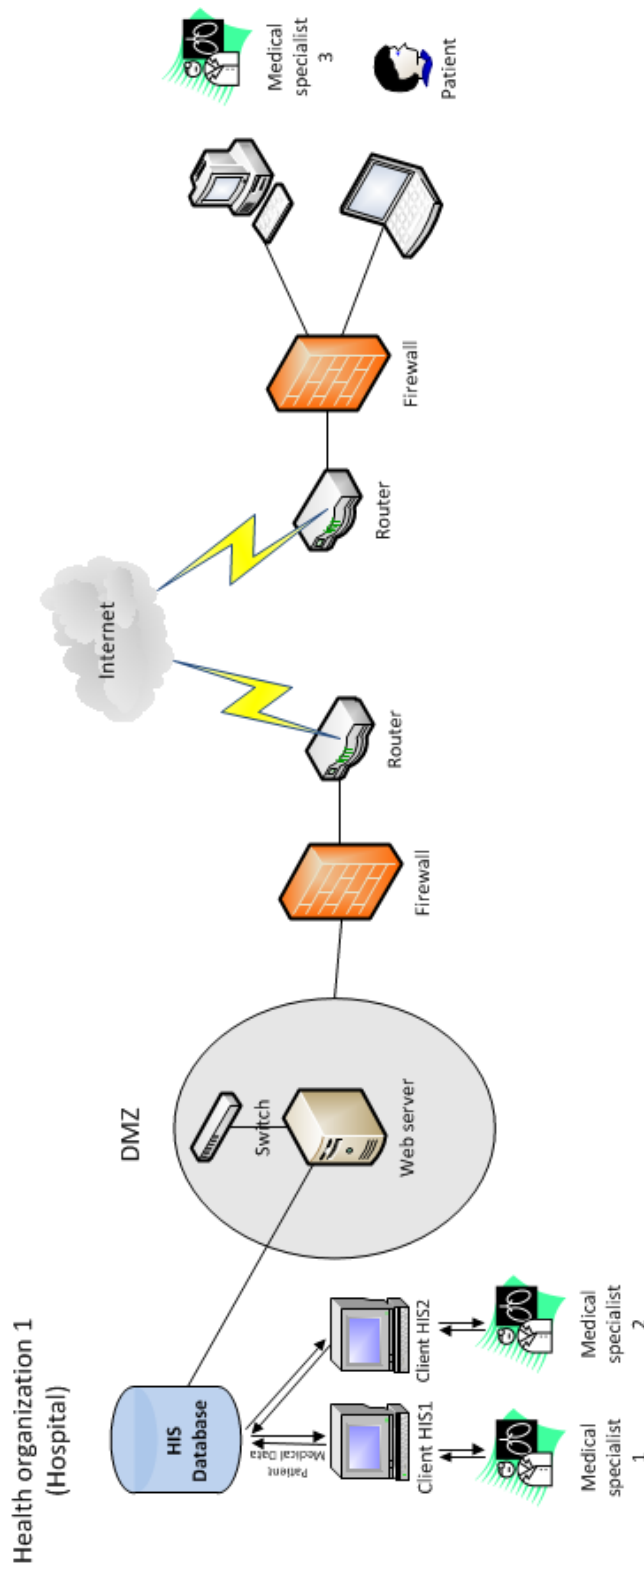 Health organization 1
(Hospital)
HIS
Database
Patient
Medical Data
Client HIS1
Client HIS2
Medical
specialist
1
Medical
specialist
2
DMZ
Switch
Web server
Firewall
Router
Internet
Router
Firewall
Medical
specialist
3
Patient